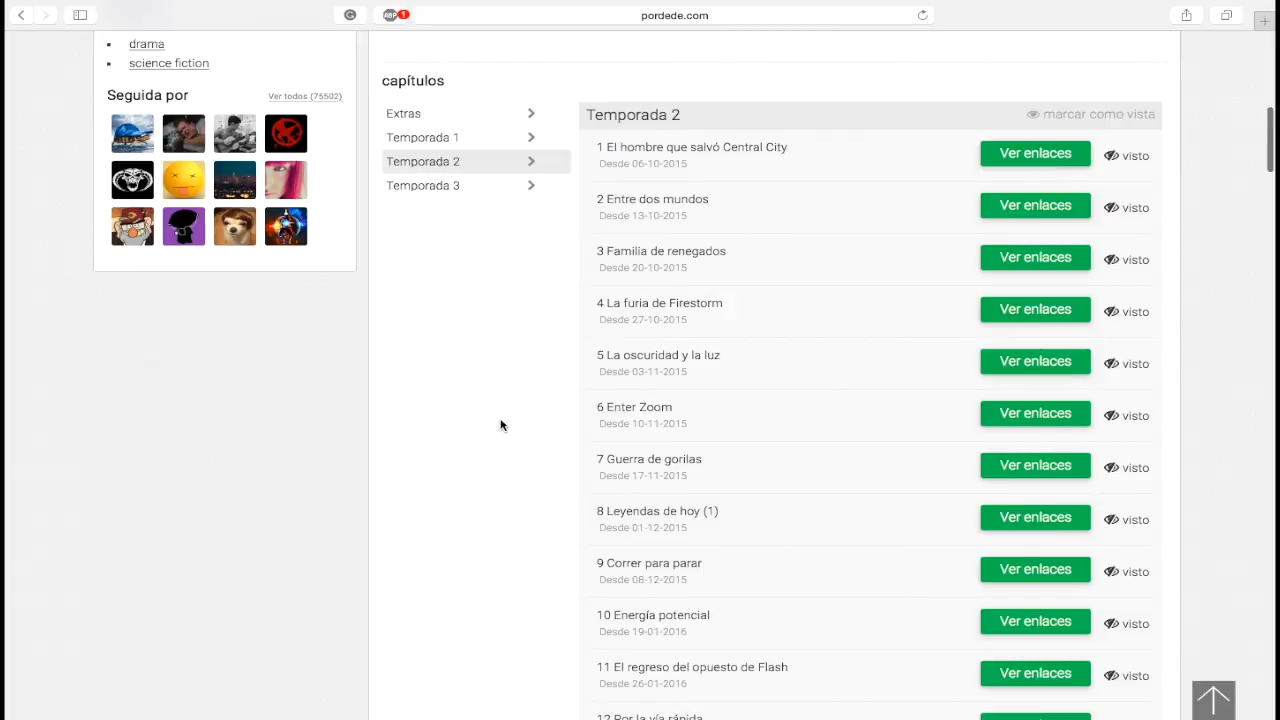 ABP 1
pordede.com
drama
science fiction
Seguida por
Ver todos (75502)
capítulos
Extras
Temporada 1
Temporada 2
Temporada 3
Temporada 2
marcar como vista
1 El hombre que salvó Central City
Desde 06-10-2015
Ver enlaces
visto
2 Entre dos mundos
Desde 13-10-2015
Ver enlaces
visto
3 Familia de renegados
Desde 20-10-2015
Ver enlaces
visto
4 La furia de Firestorm
Desde 27-10-2015
Ver enlaces
visto
5 La oscuridad y la luz
Desde 03-11-2015
Ver enlaces
visto
6 Enter Zoom
Desde 10-11-2015
Ver enlaces
visto
7 Guerra de gorilas
Desde 17-11-2015
Ver enlaces
visto
8 Leyendas de hoy (1)
Desde 01-12-2015
Ver enlaces
visto
9 Correr para parar
Desde 08-12-2015
Ver enlaces
visto
10 Energía potencial
Desde 19-01-2016
Ver enlaces
visto
11 El regreso del opuesto de Flash
Desde 26-01-2016
Ver enlaces
visto
12 Por la vía rápida